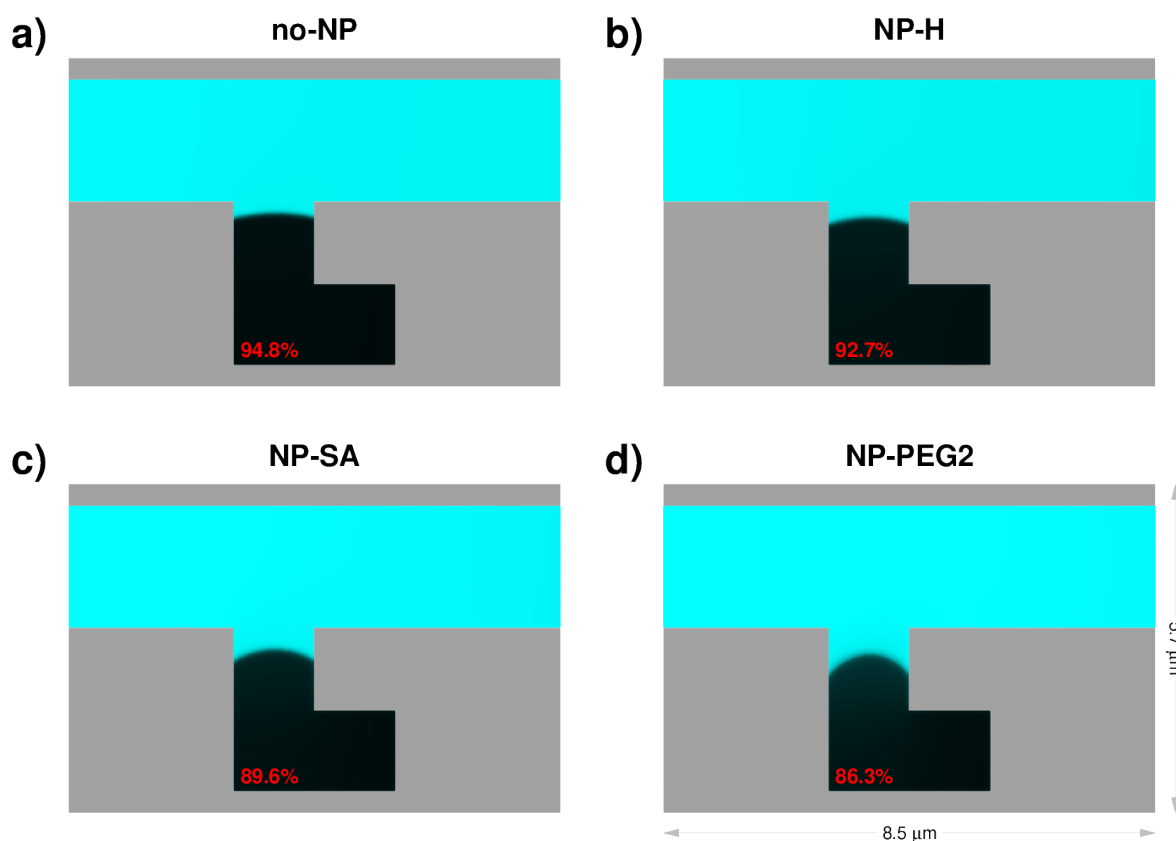 a)
no-NP
94.8%
b)
NP-H
92.7%
c)
NP-SA
89.6%
d)
NP-PEG2
86.3%
8.5 µm